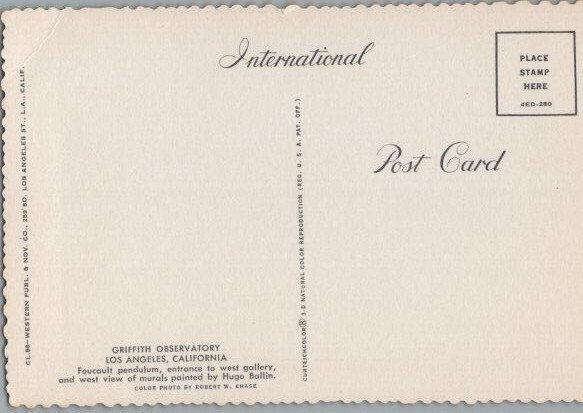 International
PLACE
STAMP
HERE
4ED-280
Post Card
CL 88—WESTERN PUBL. & NOV. CO., 259 SO. LOS ANGELES ST., L.A., CALIF.
CURTEICHCOLOR® 3-D NATURAL COLOR REPRODUCTION (REG. U. S. A. PAT. OFF.)
GRIFFITH OBSERVATORY
LOS ANGELES, CALIFORNIA
Foucault pendulum, entrance to west gallery,
and west view of murals painted by Hugo Ballin.
COLOR PHOTO BY ROBERT W. CHASE